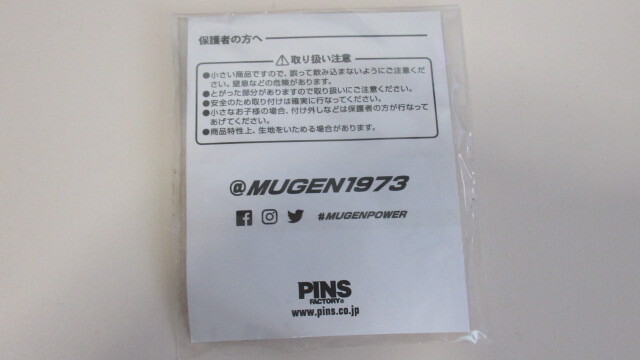 保護者の方へ
⚠取り扱い注意
●小さい商品ですので、誤って飲み込まないようにご注意くだ
さい。窒息などの危険があります。
●とがった部分がありますので取り扱いにご注意ください。
●安全のため取り付けは確実に行なってください。
●小さなお子様の場合、付け外しなどは保護者の方が行なって
あげてください。
●商品特性上、生地をいためる場合があります。
@MUGEN1973
#MUGENPOWER
PINS
FACTORY®
www.pins.co.jp